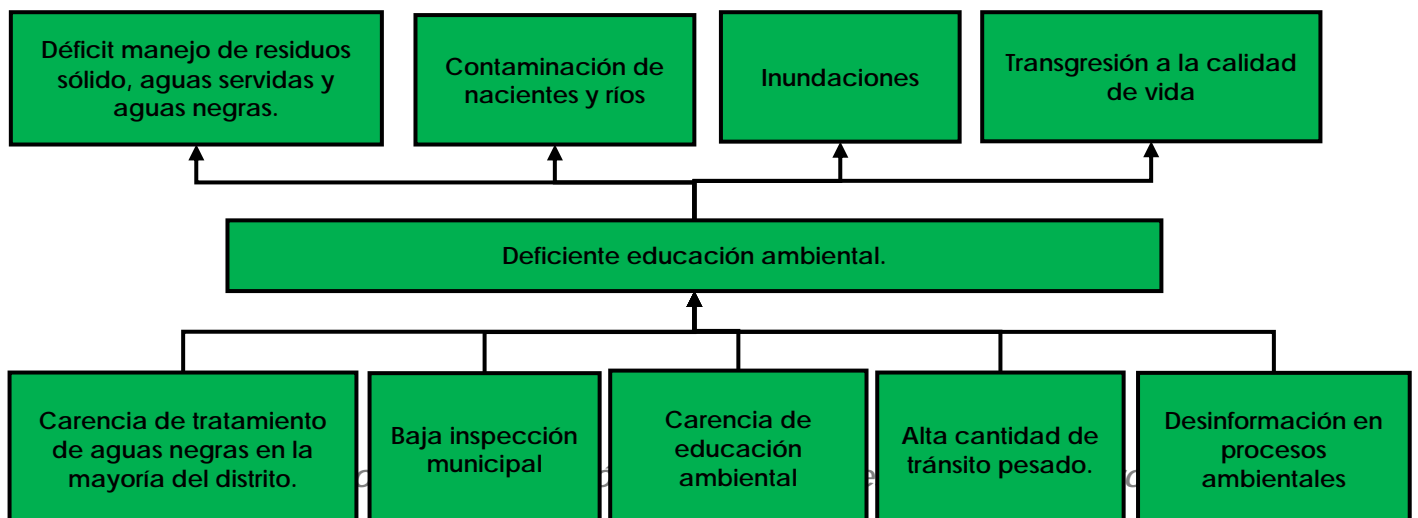 Déficit manejo de residuos
sólido, aguas servidas y
aguas negras.
Contaminación de
nacientes y ríos
Inundaciones
Transgresión a la calidad
de vida
Deficiente educación ambiental.
Carencia de tratamiento
de aguas negras en la
mayoría del distrito.
Baja inspección
municipal
Carencia de
educación
ambiental
Alta cantidad de
tránsito pesado.
Desinformación en
procesos
ambientales